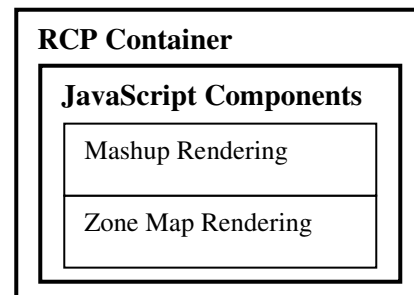 RCP Container
JavaScript Components
Mashup Rendering
Zone Map Rendering